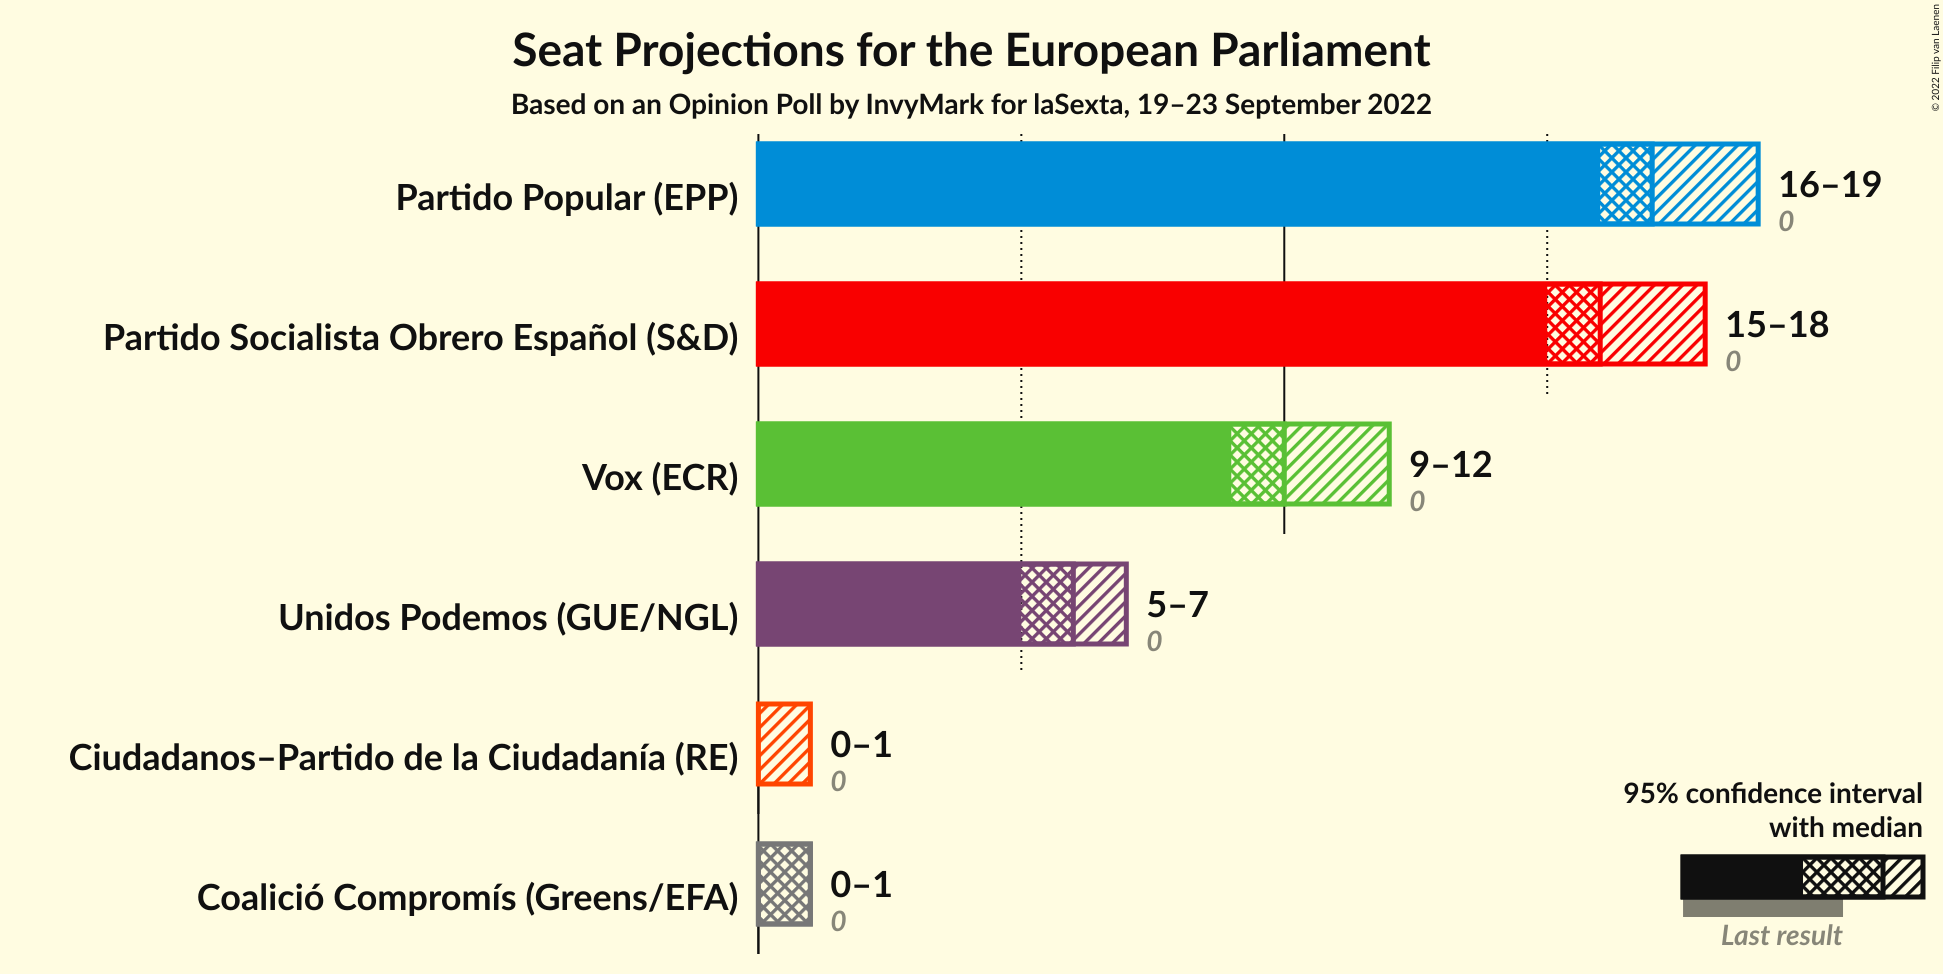 Seat Projections for the European Parliament
Based on an Opinion Poll by InvyMark for laSexta, 19–23 September 2022
© 2022 Filip van Laenen
Partido Popular (EPP)
16–19
0
Partido Socialista Obrero Español (S&D)
15–18
0
Vox (ECR)
9–12
0
Unidos Podemos (GUE/NGL)
5–7
0
Ciudadanos–Partido de la Ciudadanía (RE)
0–1
0
Coalició Compromís (Greens/EFA)
0–1
0
95% confidence interval
with median
Last result